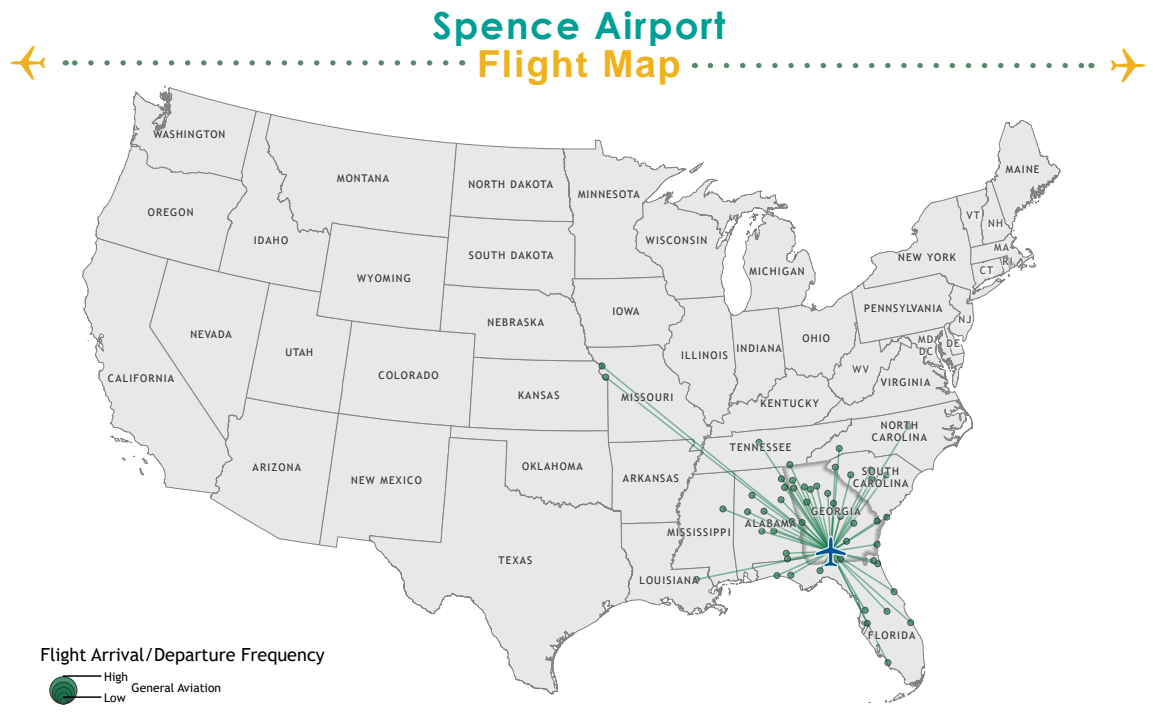 Spence Airport
Flight Map
WASHINGTON
MONTANA
NORTH DAKOTA
MINNESOTA
MAINE
OREGON
IDAHO
SOUTH DAKOTA
WISCONSIN
VT
NH
WYOMING
MICHIGAN
NEW YORK
MA
CT
RI
NEBRASKA
IOWA
PENNSYLVANIA
NJ
NEVADA
UTAH
COLORADO
ILLINOIS
INDIANA
OHIO
MD
DC
DE
CALIFORNIA
KANSAS
MISSOURI
WV
VIRGINIA
KENTUCKY
ARIZONA
NEW MEXICO
OKLAHOMA
ARKANSAS
TENNESSEE
NORTH
CAROLINA
SOUTH
CAROLINA
TEXAS
MISSISSIPPI
ALABAMA
GEORGIA
LOUISIANA
FLORIDA
Flight Arrival/Departure Frequency
High
General Aviation
Low